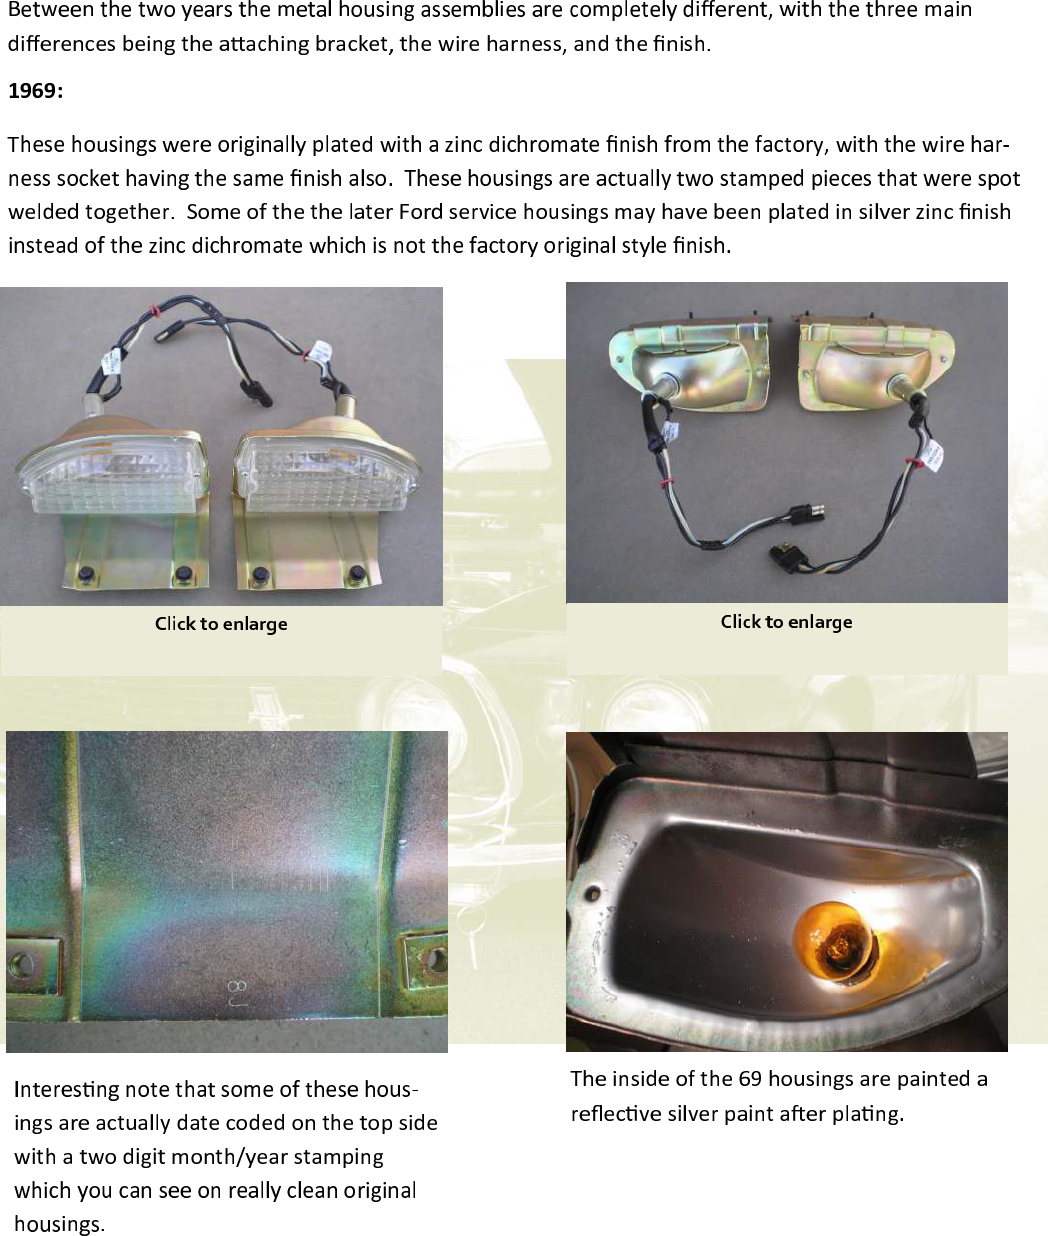 Between the two years the metal housing assemblies are completely different, with the three main
differences being the attaching bracket, the wire harness, and the finish.
1969:
These housings were originally plated with a zinc dichromate finish from the factory, with the wire har-
ness socket having the same finish also.  These housings are actually two stamped pieces that were spot
welded together.  Some of the the later Ford service housings may have been plated in silver zinc finish
instead of the zinc dichromate which is not the factory original style finish.
Click to enlarge
Click to enlarge
Interesting note that some of these hous-
ings are actually date coded on the top side
with a two digit month/year stamping
which you can see on really clean original
housings.
The inside of the 69 housings are painted a
reflective silver paint after plating.